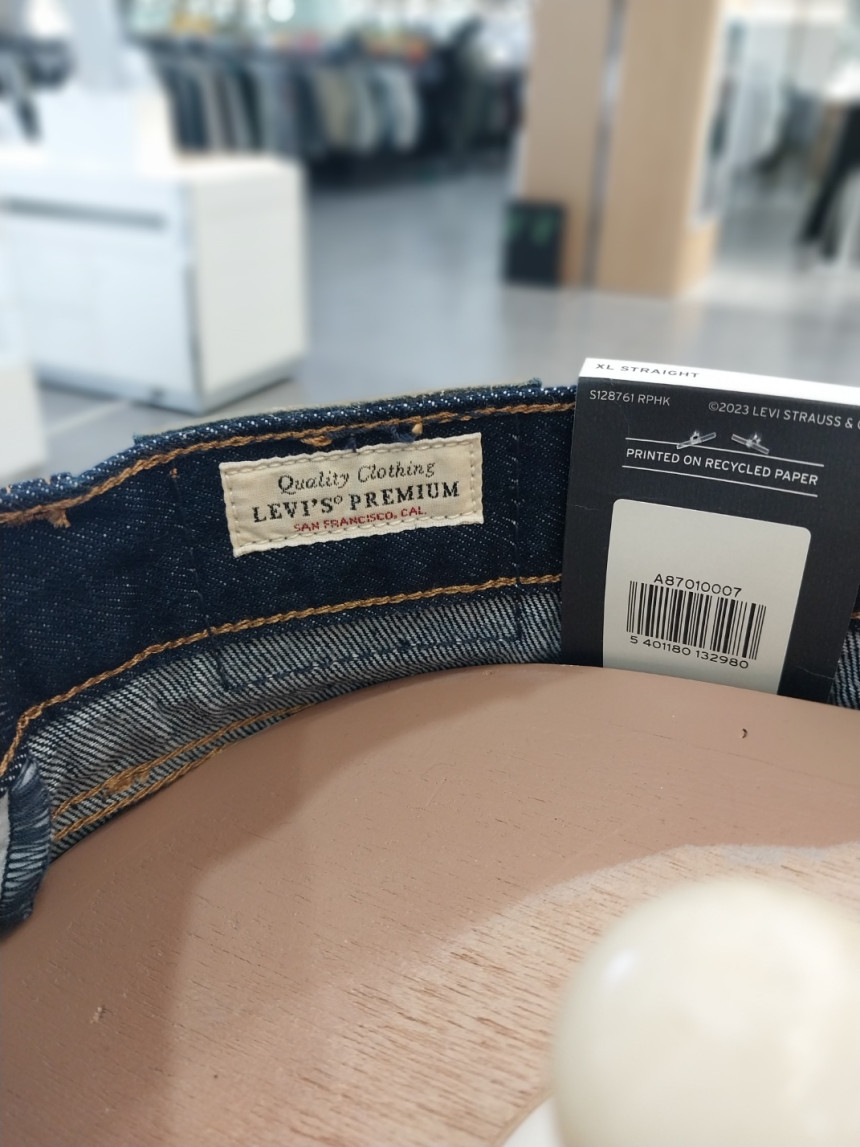 Quality Clothing
LEVI'S® PREMIUM
SAN FRANCISCO, CAL.
XL STRAIGHT
S128761 RPHK
©2023 LEVI STRAUSS &
PRINTED ON RECYCLED PAPER
A87010007
5 401180 132980